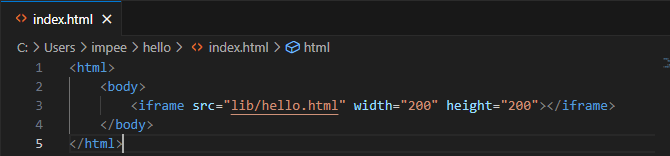 index.html
C: > Users > impee > hello > index.html > html
1 <html>
2 <body>
3 <iframe src="lib/hello.html" width="200" height="200"></iframe>
4 </body>
5 </html>